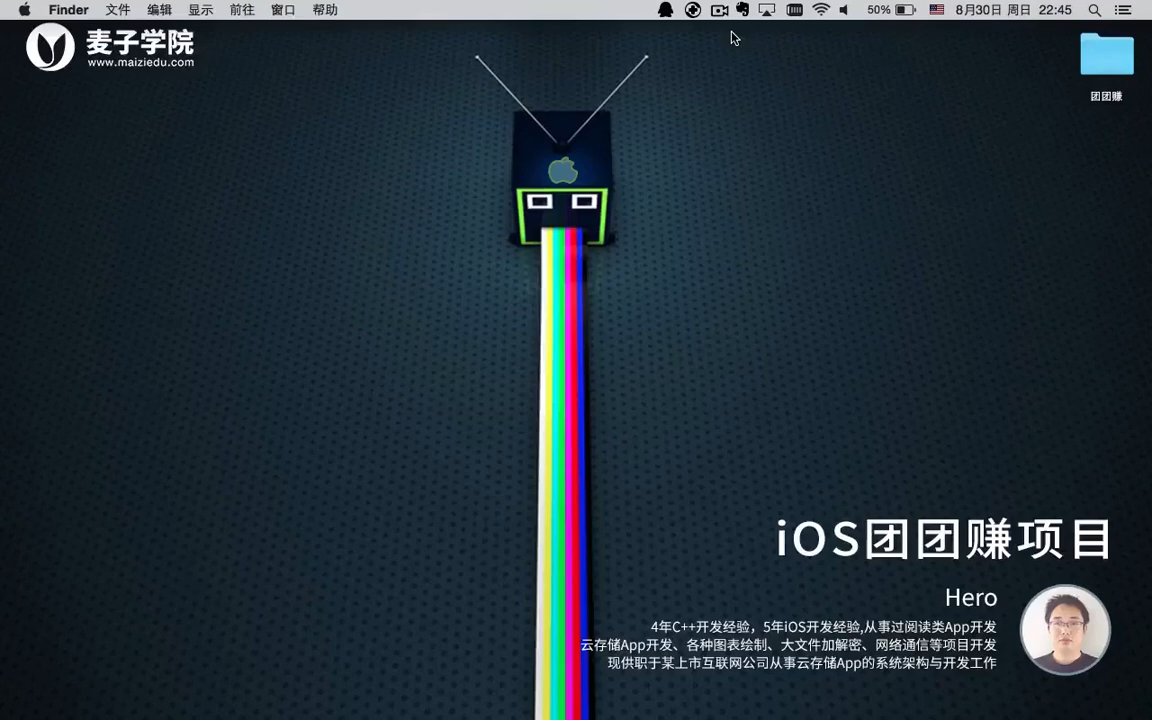 Finder 文件 编辑 显示 前往 窗口 帮助 50% 8月30日 周日 22:45
麦子学院
www.maiziedu.com
团团赚
iOS团团赚项目
Hero
4年C++开发经验，5年iOS开发经验,从事过阅读类App开发
云存储App开发、各种图表绘制、大文件加解密、网络通信等项目开发
现供职于某上市互联网公司从事云存储App的系统架构与开发工作